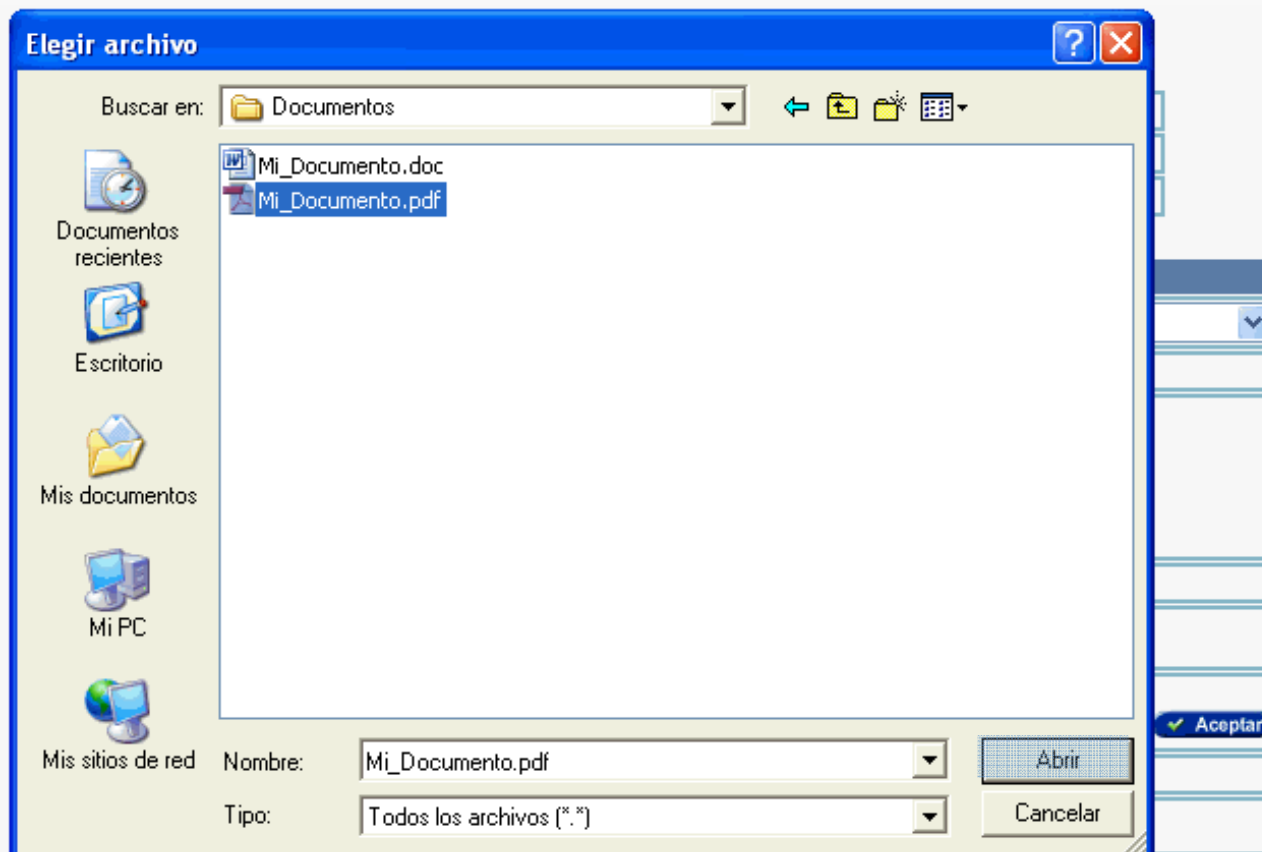 Elegir archivo
Buscar en: Documentos
Mi_Documento.doc
Mi_Documento.pdf
Documentos
recientes
Escritorio
Mis documentos
Mi PC
Mis sitios de red
Nombre: Mi_Documento.pdf Abrir
Tipo: Todos los archivos (*.*) Cancelar
Aceptar